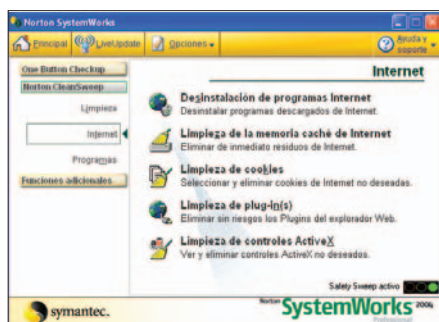 Norton SystemWorks
Principal LiveUpdate Opciones Ayuda y soporte
One Button Checkup
Norton CleanSweep
Limpieza
Internet
Programas
Funciones adicionales
Internet
Desinstalación de programas Internet
Desinstalar programas descargados de Internet.
Limpieza de la memoria caché de Internet
Eliminar de inmediato residuos de Internet.
Limpieza de cookies
Seleccionar y eliminar cookies de Internet no deseadas.
Limpieza de plug-in(s)
Eliminar sin riesgos los Plugins del explorador Web.
Limpieza de controles ActiveX
Ver y eliminar controles ActiveX no deseados.
Safety Sweep activo
symantec.
Norton SystemWorks 2004
Professional